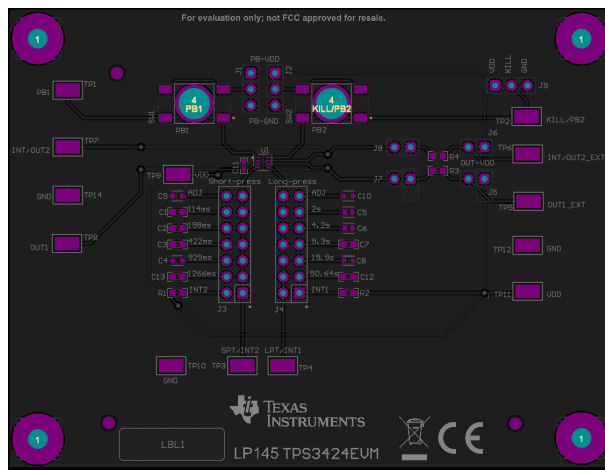 For evaluation only; not FCC approved for resale.
1
1
PB-VDD
J1
J2
VDD
KILL
GND
J9
TP1
PB1
4
PB1
4
KILL/PB2
SW1
SW2
PB1
PB-GND
PB2
TP2
KILL/PB2
J6
TP7
INT/OUT2
U1
J8
R4
TP6
INT/OUT2_EXT
OUT-VDD
C11
TP9
VDD
R3
J7
J5
Short-press
Long-press
TP14
GND
C9
ADJ
ADJ
C10
TP5
OUT1_EXT
C1
114ms
2s
C5
C2
198ms
4.2s
C6
TP8
OUT1
C3
422ms
9.3s
C7
TP12
GND
C4
929ms
19.9s
C8
C13
1266ms
50.64s
C12
R1
INT2
INT1
R2
TP11
VDD
J3
J4
SPT/INT2
LPT/INT1
TP10
TP3
TP4
GND
TEXAS
INSTRUMENTS
1
LBL1
LP145 TPS3424EVM
CE
1